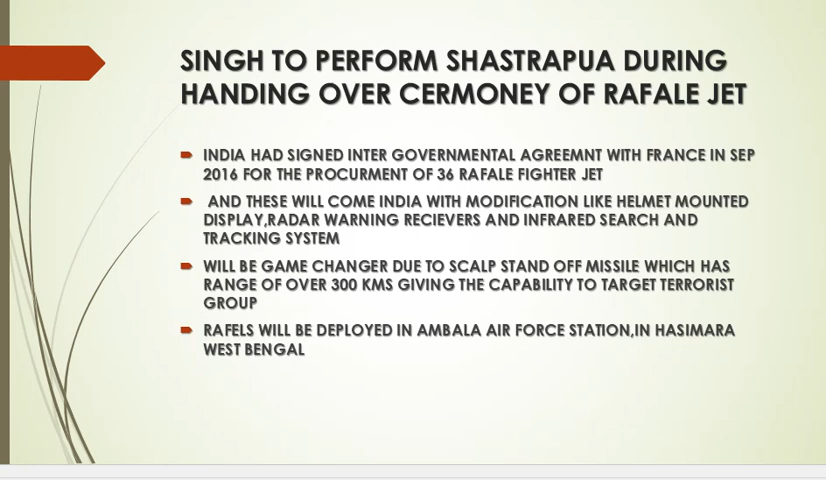 SINGH TO PERFORM SHASTRAPUA DURING
HANDING OVER CERMONEY OF RAFALE JET
INDIA HAD SIGNED INTER GOVERNMENTAL AGREEMNT WITH FRANCE IN SEP
2016 FOR THE PROCURMENT OF 36 RAFALE FIGHTER JET
AND THESE WILL COME INDIA WITH MODIFICATION LIKE HELMET MOUNTED
DISPLAY,RADAR WARNING RECIEVERS AND INFRARED SEARCH AND
TRACKING SYSTEM
WILL BE GAME CHANGER DUE TO SCALP STAND OFF MISSILE WHICH HAS
RANGE OF OVER 300 KMS GIVING THE CAPABILITY TO TARGET TERRORIST
GROUP
RAFELS WILL BE DEPLOYED IN AMBALA AIR FORCE STATION,IN HASIMARA
WEST BENGAL